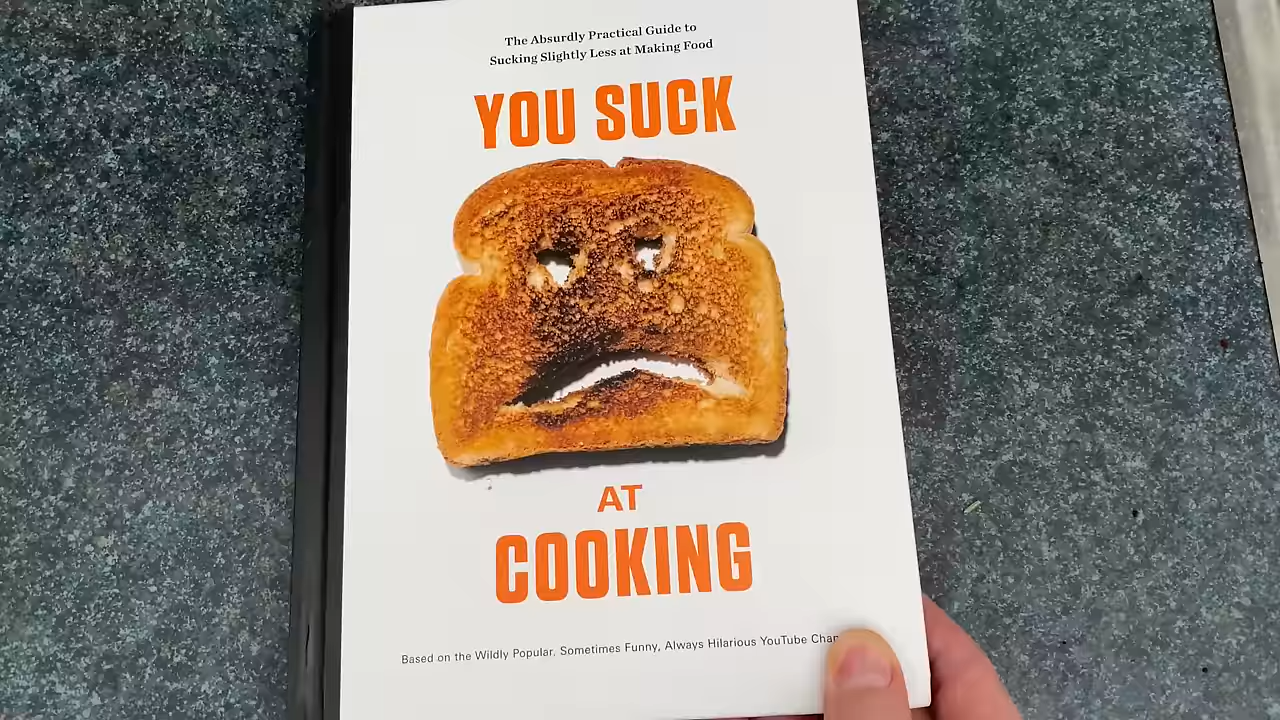 The Absurdly Practical Guide to
Sucking Slightly Less at Making Food
YOU SUCK
AT
COOKING
Based on the Wildly Popular, Sometimes Funny, Always Hilarious YouTube